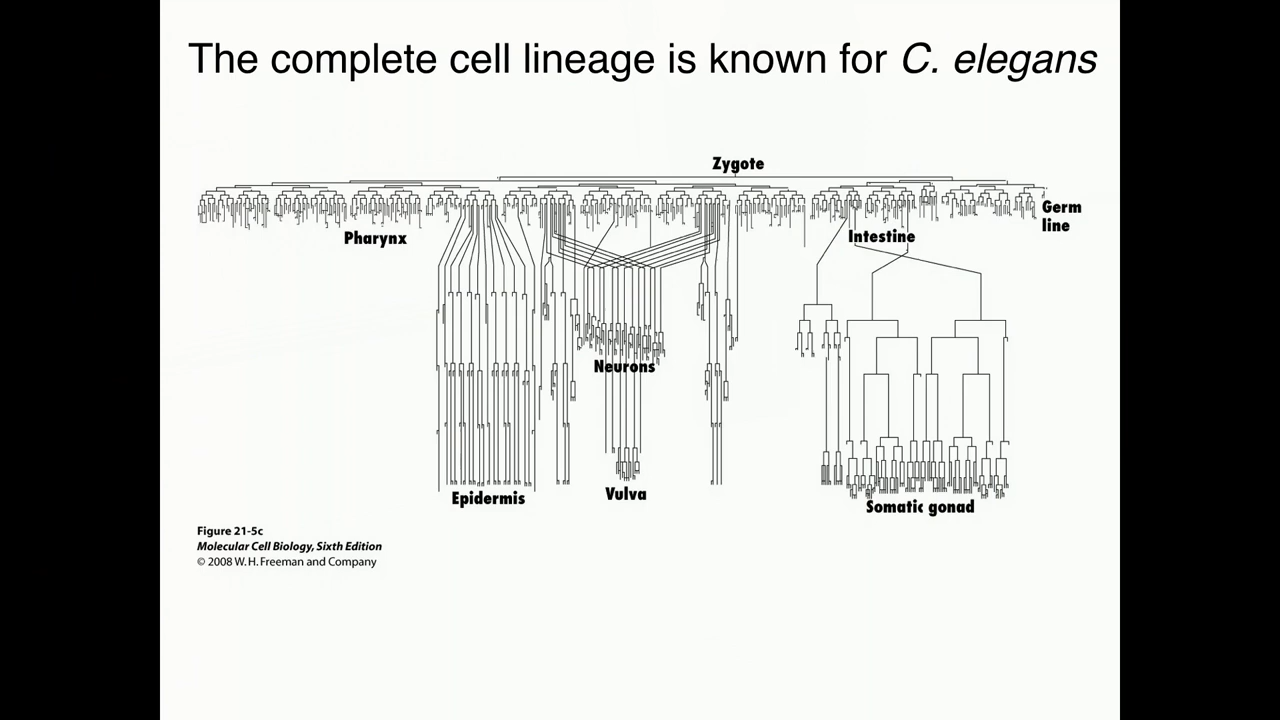 The complete cell lineage is known for C. elegans
Zygote
Pharynx
Intestine
Germ
line
Neurons
Epidermis
Vulva
Somatic gonad
Figure 21-5c
Molecular Cell Biology, Sixth Edition
© 2008 W. H. Freeman and Company